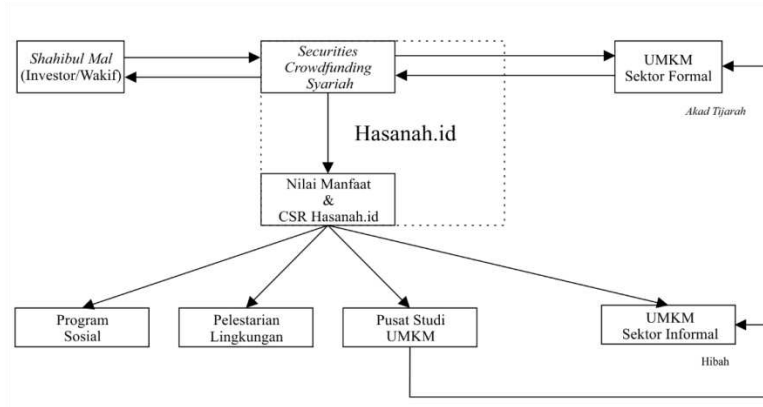 Shahibul Mal
(Investor/Wakif)
Securities
Crowdfunding
Syariah
UMKM
Sektor Formal
Akad Tijarah
Hasanah.id
Nilai Manfaat
&
CSR Hasanah.id
Program
Sosial
Pelestarian
Lingkungan
Pusat Studi
UMKM
UMKM
Sektor Informal
Hibah